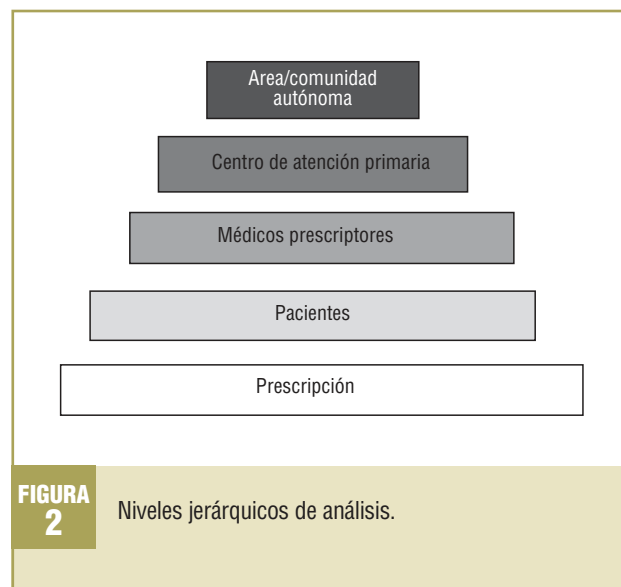 Area/comunidad
autónoma
Centro de atención primaria
Médicos prescriptores
Pacientes
Prescripción
FIGURA
2
Niveles jerárquicos de análisis.